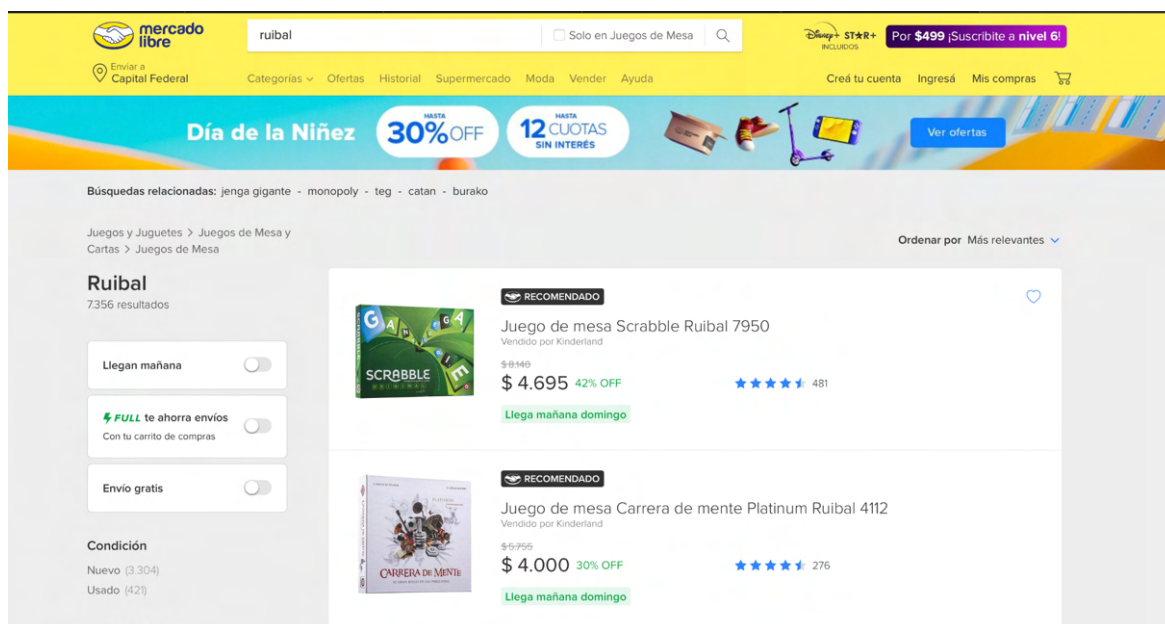 mercado
libre
ruibal
Solo en Juegos de Mesa
Disney+ ST★R+
INCLUIDOS
Por $499 ¡Suscribite a nivel 6!
Enviar a
Capital Federal
Categorías Ofertas Historial Supermercado Moda Vender Ayuda
Creá tu cuenta Ingresá Mis compras
Día de la Niñez
HASTA
30% OFF
HASTA
12 CUOTAS
SIN INTERÉS
Ver ofertas
Búsquedas relacionadas: jenga gigante - monopoly - teg - catan - burako
Juegos y Juguetes > Juegos de Mesa y
Cartas > Juegos de Mesa
Ordenar por Más relevantes
Ruibal
7.356 resultados
Llegan mañana
FULL te ahorra envíos
Con tu carrito de compras
Envío gratis
Condición
Nuevo (3.304)
Usado (421)
SCRABBLE
RECOMENDADO
Juego de mesa Scrabble Ruibal 7950
Vendido por Kinderland
$ 8.140
$ 4.695 42% OFF
481
Llega mañana domingo
CARRERA DE MENTE
RECOMENDADO
Juego de mesa Carrera de mente Platinum Ruibal 4112
Vendido por Kinderland
$ 5.755
$ 4.000 30% OFF
276
Llega mañana domingo